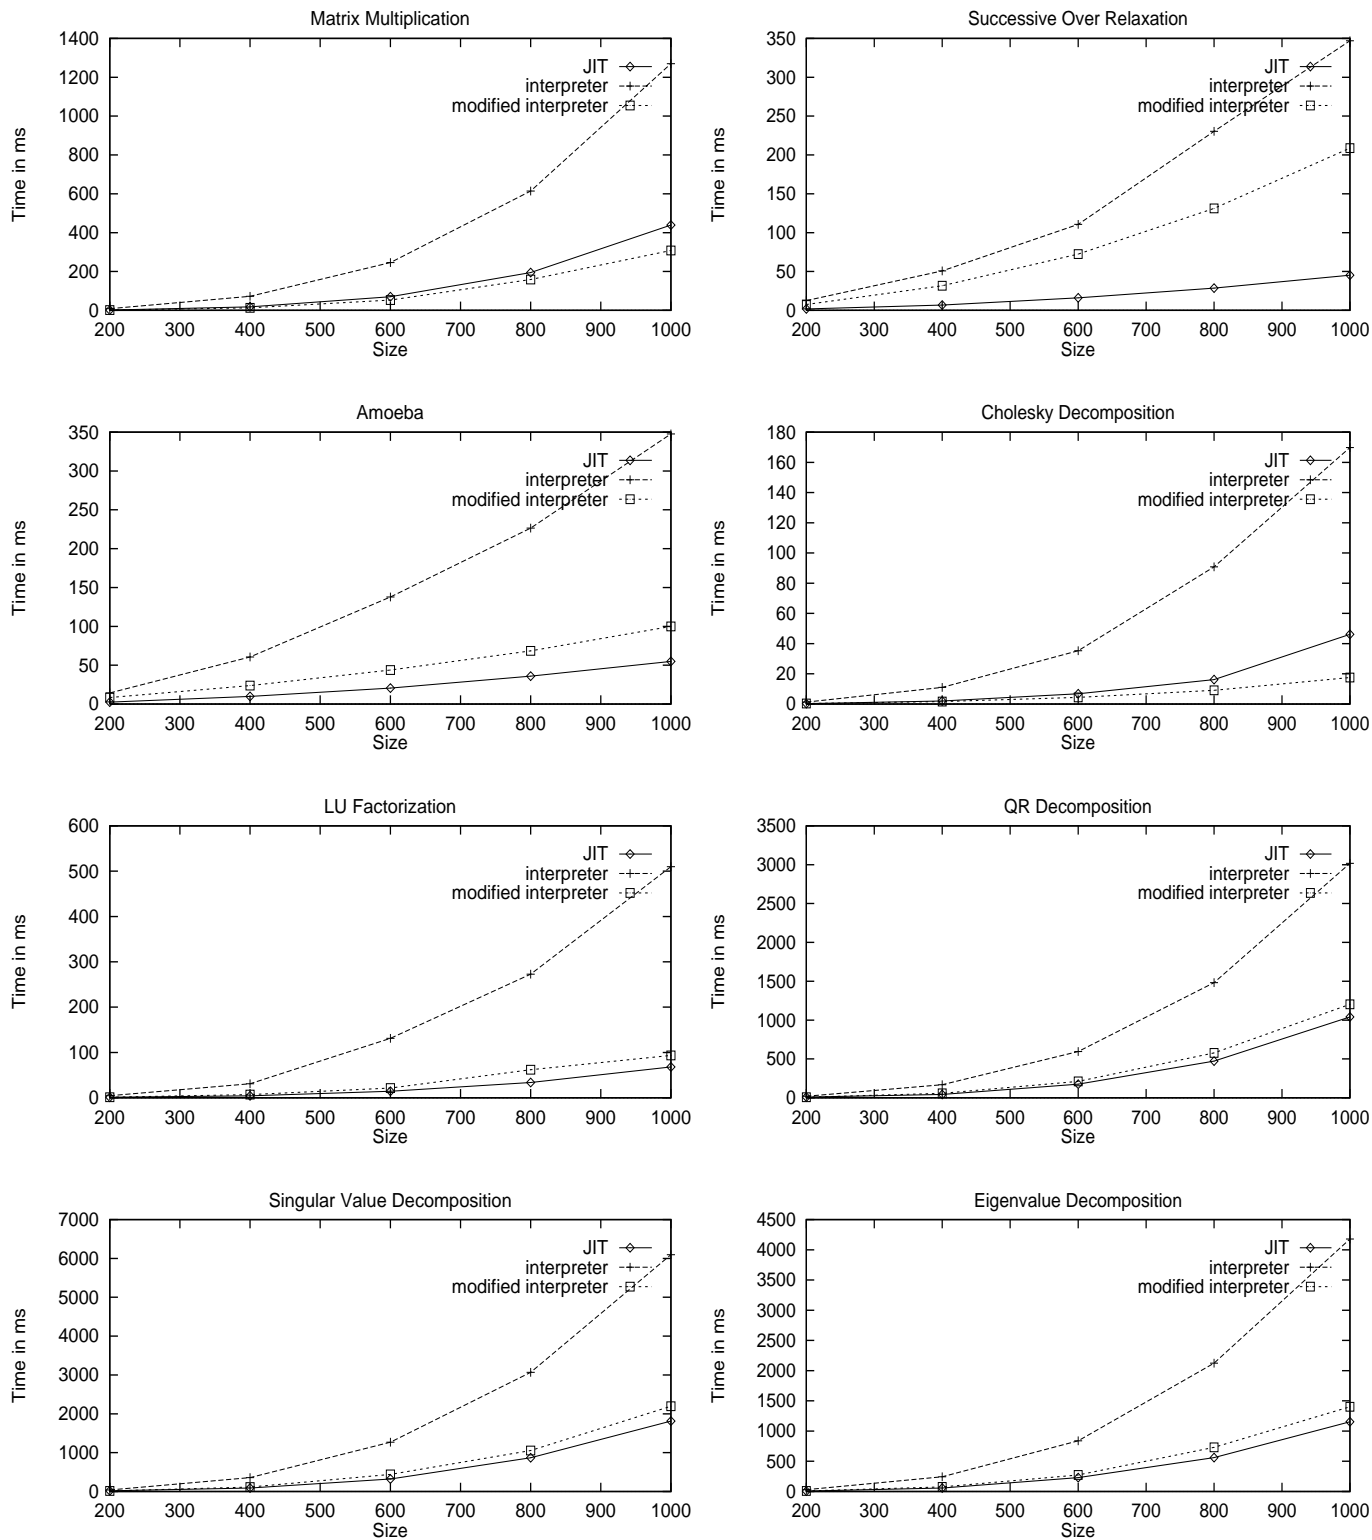 Matrix Multiplication
1400
1200
1000
800
600
400
200
0
Time in ms
JIT
interpreter
modified interpreter
200 300 400 500 600 700 800 900 1000
Size
Successive Over Relaxation
350
300
250
200
150
100
50
0
Time in ms
JIT
interpreter
modified interpreter
200 300 400 500 600 700 800 900 1000
Size
Amoeba
350
300
250
200
150
100
50
0
Time in ms
JIT
interpreter
modified interpreter
200 300 400 500 600 700 800 900 1000
Size
Cholesky Decomposition
180
160
140
120
100
80
60
40
20
0
Time in ms
JIT
interpreter
modified interpreter
200 300 400 500 600 700 800 900 1000
Size
LU Factorization
600
500
400
300
200
100
0
Time in ms
JIT
interpreter
modified interpreter
200 300 400 500 600 700 800 900 1000
Size
QR Decomposition
3500
3000
2500
2000
1500
1000
500
0
Time in ms
JIT
interpreter
modified interpreter
200 300 400 500 600 700 800 900 1000
Size
Singular Value Decomposition
7000
6000
5000
4000
3000
2000
1000
0
Time in ms
JIT
interpreter
modified interpreter
200 300 400 500 600 700 800 900 1000
Size
Eigenvalue Decomposition
4500
4000
3500
3000
2500
2000
1500
1000
500
0
Time in ms
JIT
interpreter
modified interpreter
200 300 400 500 600 700 800 900 1000
Size